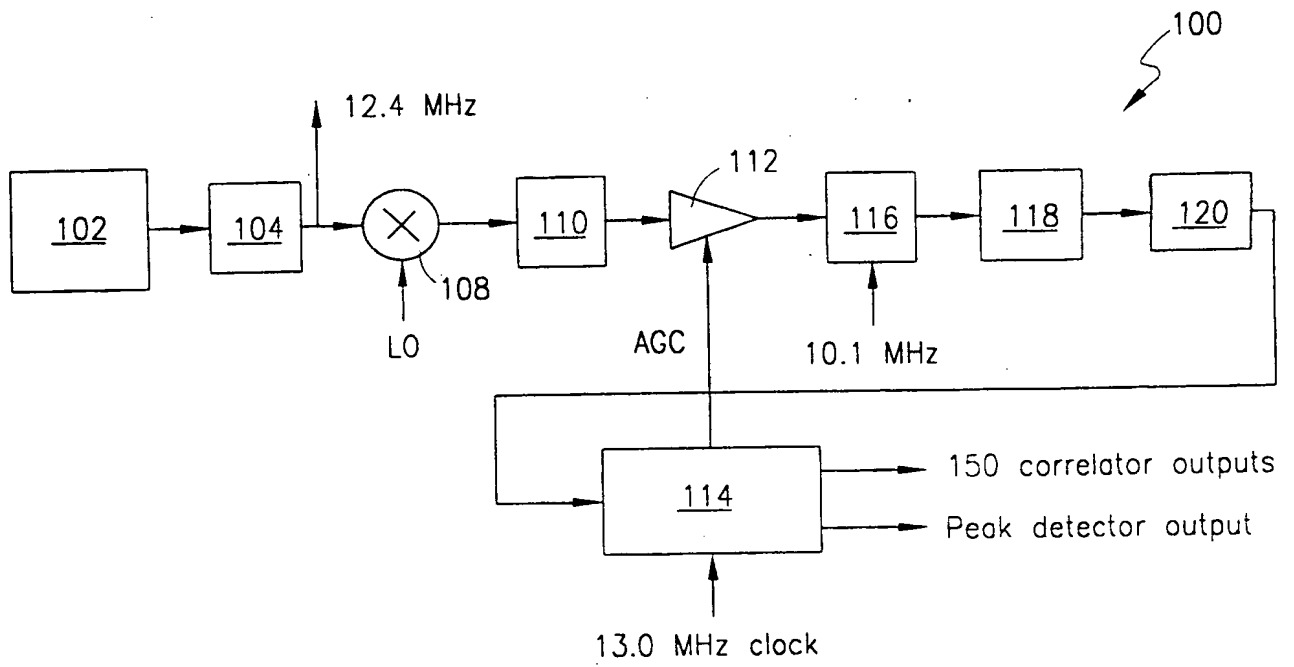 100
12.4 MHz
112
102
104
110
116
118
120
108
LO
AGC
10.1 MHz
114
150 correlator outputs
Peak detector output
13.0 MHz clock